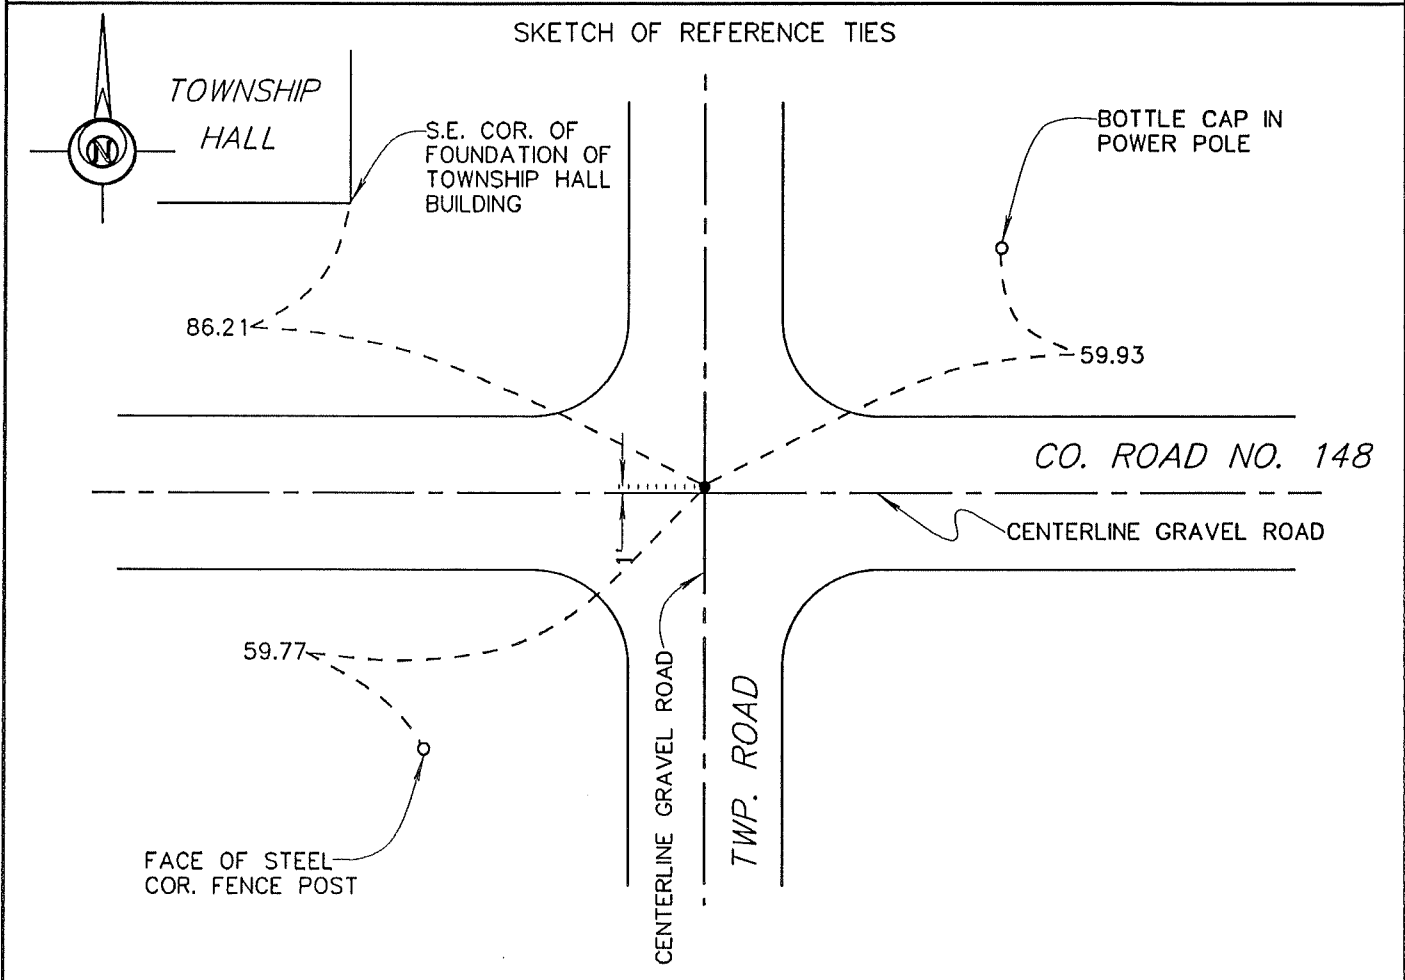 SKETCH OF REFERENCE TIES
TOWNSHIP
HALL
N
S.E. COR. OF
FOUNDATION OF
TOWNSHIP HALL
BUILDING
BOTTLE CAP IN
POWER POLE
86.21
59.93
CO. ROAD NO. 148
CENTERLINE GRAVEL ROAD
1'
59.77
CENTERLINE GRAVEL ROAD
TWP. ROAD
FACE OF STEEL
COR. FENCE POST